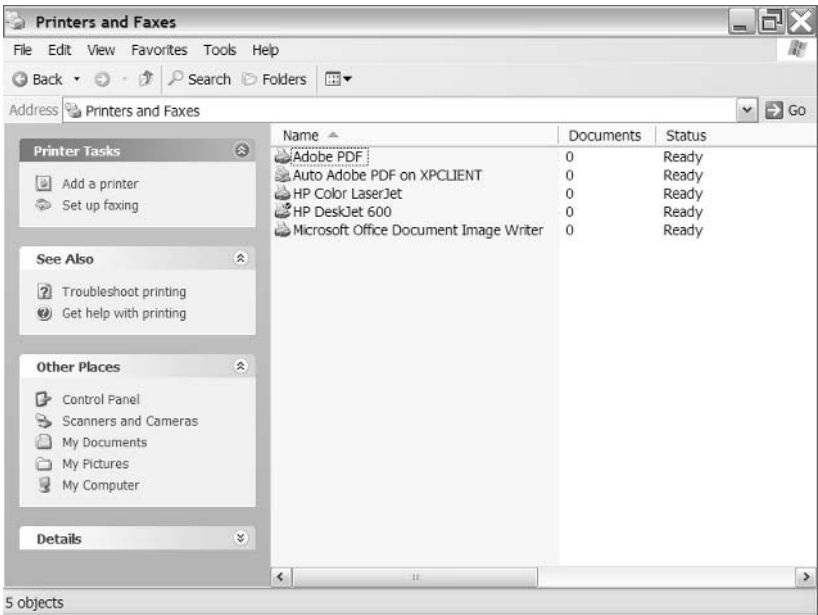 Printers and Faxes
File Edit View Favorites Tools Help
Back Search Folders
Address Printers and Faxes Go
Printer Tasks
Add a printer
Set up faxing
See Also
Troubleshoot printing
Get help with printing
Other Places
Control Panel
Scanners and Cameras
My Documents
My Pictures
My Computer
Details
Name Documents Status
Adobe PDF 0 Ready
Auto Adobe PDF on XPCLIENT 0 Ready
HP Color LaserJet 0 Ready
HP DeskJet 600 0 Ready
Microsoft Office Document Image Writer 0 Ready
5 objects